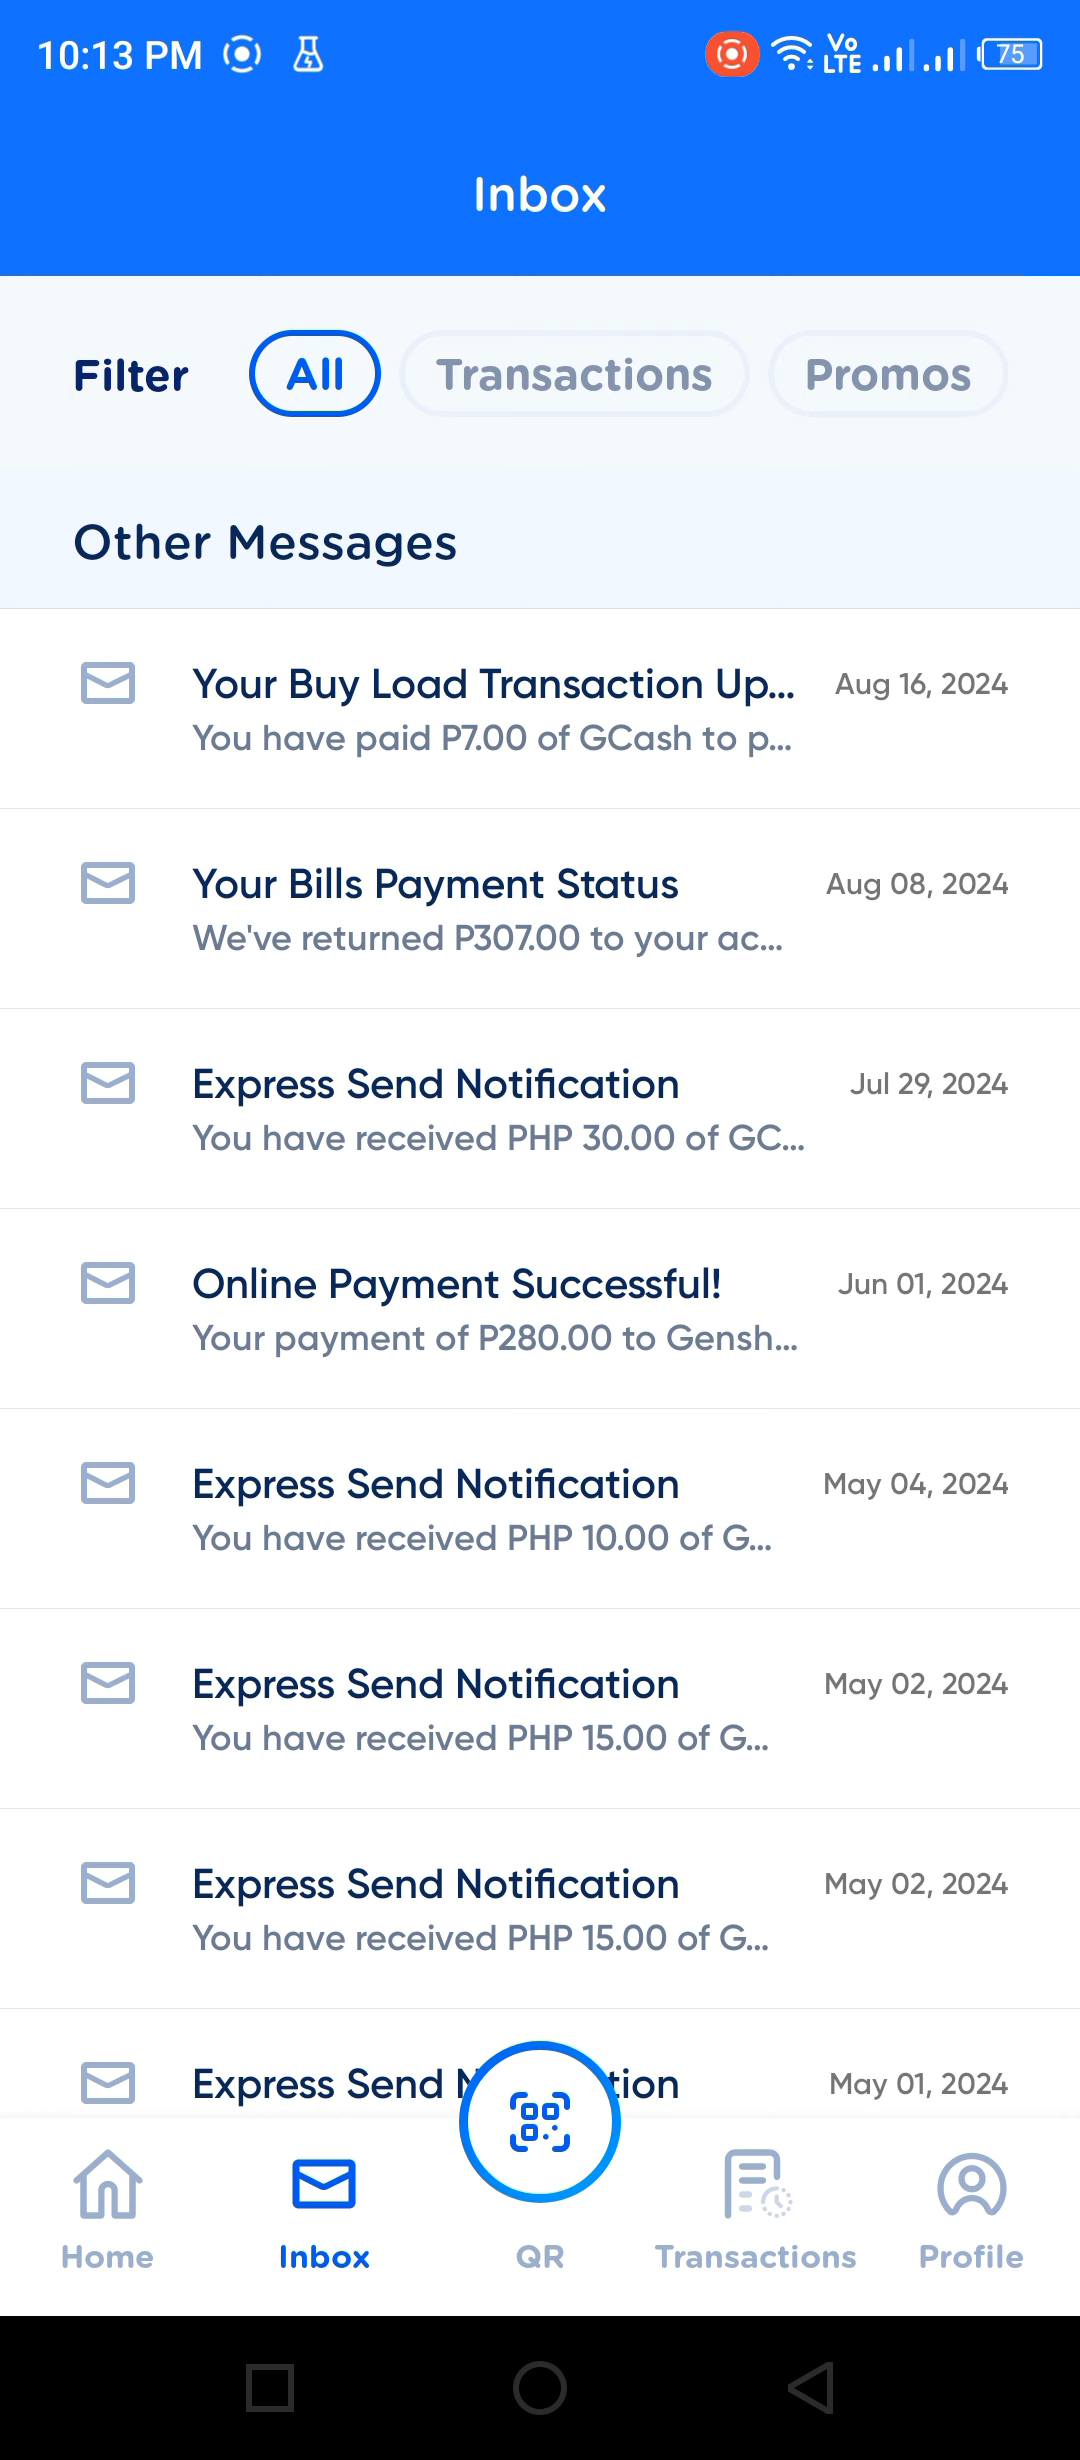 10:13 PM Vo LTE 75
Inbox
Filter All Transactions Promos
Other Messages
Your Buy Load Transaction Up... Aug 16, 2024
You have paid P7.00 of GCash to p...
Your Bills Payment Status Aug 08, 2024
We've returned P307.00 to your ac...
Express Send Notification Jul 29, 2024
You have received PHP 30.00 of GC...
Online Payment Successful! Jun 01, 2024
Your payment of P280.00 to Gensh...
Express Send Notification May 04, 2024
You have received PHP 10.00 of G...
Express Send Notification May 02, 2024
You have received PHP 15.00 of G...
Express Send Notification May 02, 2024
You have received PHP 15.00 of G...
Express Send May 01, 2024
Home Inbox QR Transactions Profile